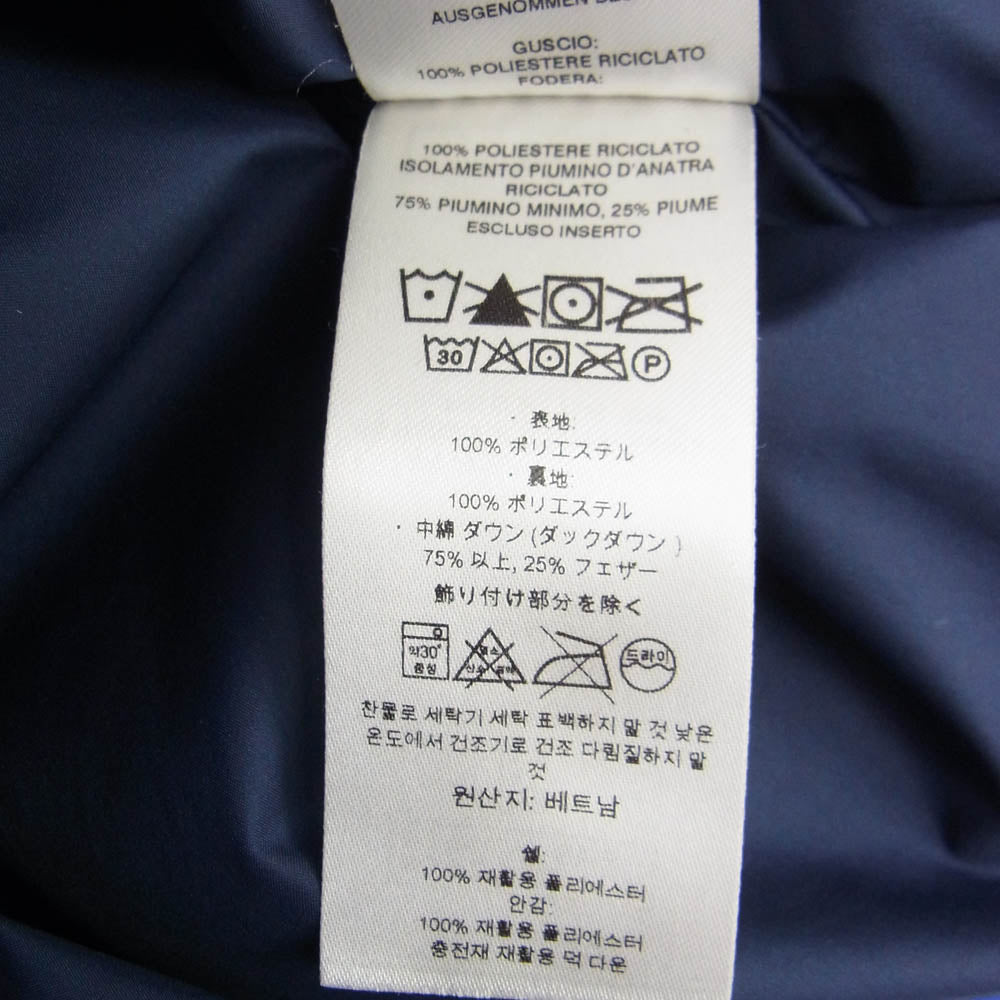 AUSGENOMMEN
GUSCIO:
100% POLIESTERE RICICLATO
FODERA:
100% POLIESTERE RICICLATO
ISOLAMENTO PIUMINO D'ANATRA
RICICLATO
75% PIUMINO MINIMO, 25% PIUME
ESCLUSO INSERTO
30 P
· 表地:
100% ポリエステル
· 裏地:
100% ポリエステル
· 中綿 ダウン (ダックダウン )
75% 以上, 25% フェザー
飾り付け部分を除く
약30° 드라이
중성
찬물로 세탁기 세탁 표백하지 말 것 낮은
온도에서 건조기로 건조 다림질하지 말
것
원산지: 베트남
쉘:
100% 재활용 폴리에스터
안감:
100% 재활용 폴리에스터
충전재 재활용 덕 다운